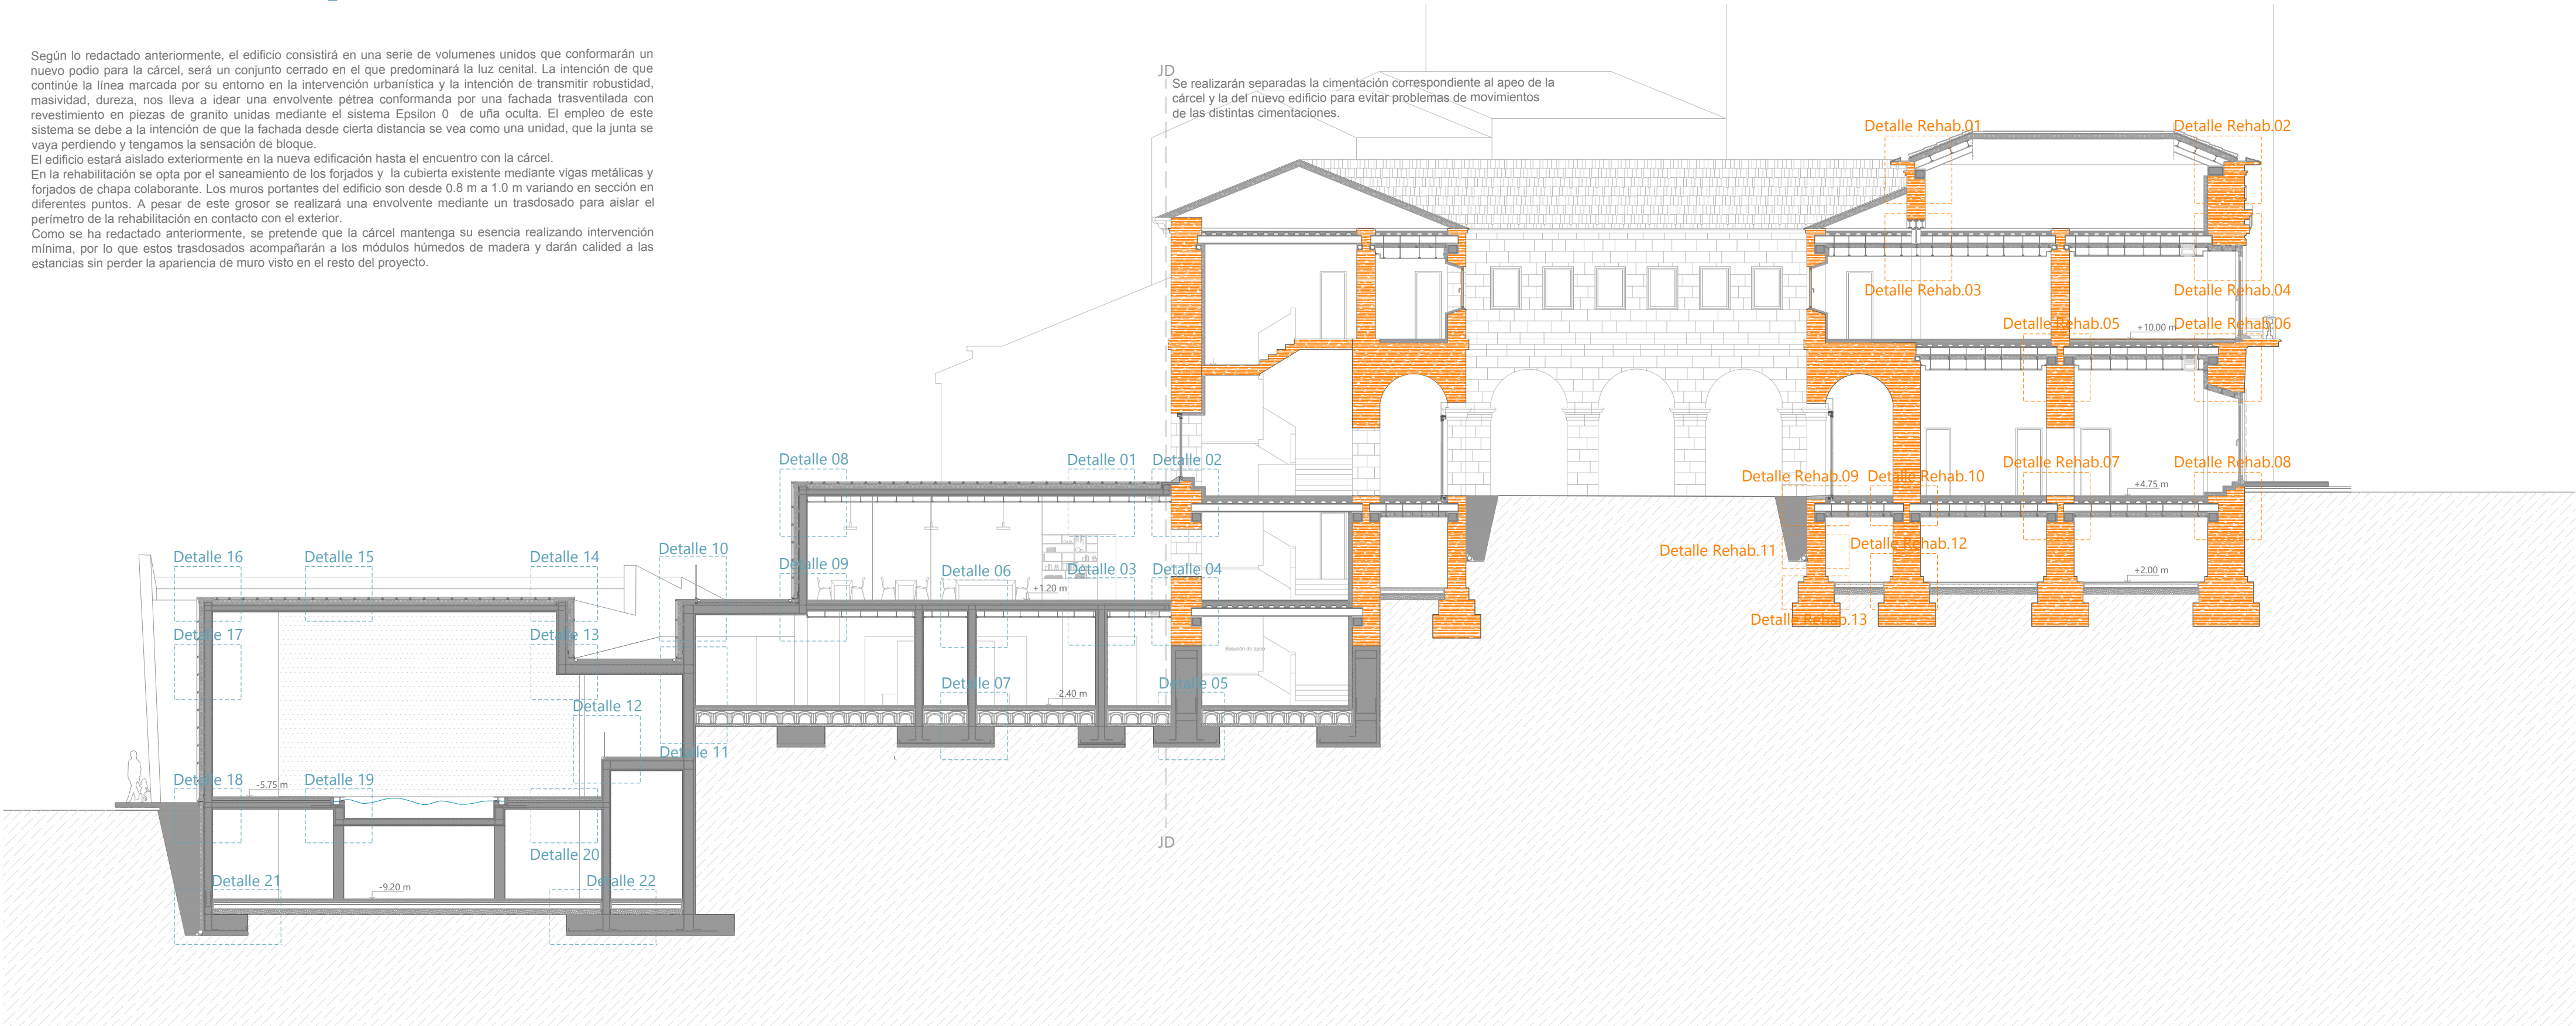 Según lo redactado anteriormente, el edificio consistirá en una serie de volumenes unidos que conformarán un
nuevo podio para la cárcel, será un conjunto cerrado en el que predominará la luz cenital. La intención de que
continúe la línea marcada por su entorno en la intervención urbanística y la intención de transmitir robustidad,
masividad, dureza, nos lleva a idear una envolvente pétrea conformanda por una fachada trasventilada con
revestimiento en piezas de granito unidas mediante el sistema Epsilon 0 de uña oculta. El empleo de este
sistema se debe a la intención de que la fachada desde cierta distancia se vea como una unidad, que la junta se
vaya perdiendo y tengamos la sensación de bloque.
El edificio estará aislado exteriormente en la nueva edificación hasta el encuentro con la cárcel.
En la rehabilitación se opta por el saneamiento de los forjados y la cubierta existente mediante vigas metálicas y
forjados de chapa colaborante. Los muros portantes del edificio son desde 0.8 m a 1.0 m variando en sección en
diferentes puntos. A pesar de este grosor se realizará una envolvente mediante un trasdosado para aislar el
perímetro de la rehabilitación en contacto con el exterior.
Como se ha redactado anteriormente, se pretende que la cárcel mantenga su esencia realizando intervención
mínima, por lo que estos trasdosados acompañarán a los módulos húmedos de madera y darán calided a las
estancias sin perder la apariencia de muro visto en el resto del proyecto.
JD
Se realizarán separadas la cimentación correspondiente al apeo de la
cárcel y la del nuevo edificio para evitar problemas de movimientos
de las distintas cimentaciones.
Detalle Rehab.01
Detalle Rehab.02
Detalle Rehab.03
Detalle Rehab.04
Detalle Rehab.05
+10.00 m
Detalle Rehab.06
Detalle 08
Detalle 01
Detalle 02
Detalle Rehab.09
Detalle Rehab.10
Detalle Rehab.07
Detalle Rehab.08
+4.75 m
Detalle 16
Detalle 15
Detalle 14
Detalle 10
Detalle 09
Detalle 06
Detalle 03
Detalle 04
+1.20 m
Detalle Rehab.11
Detalle Rehab.12
+2.00 m
Detalle Rehab.13
Detalle 17
Detalle 13
Solución de apeo
Detalle 12
Detalle 07
-2.40 m
Detalle 05
Detalle 11
Detalle 18
-5.75 m
Detalle 19
JD
Detalle 20
Detalle 21
-9.20 m
Detalle 22